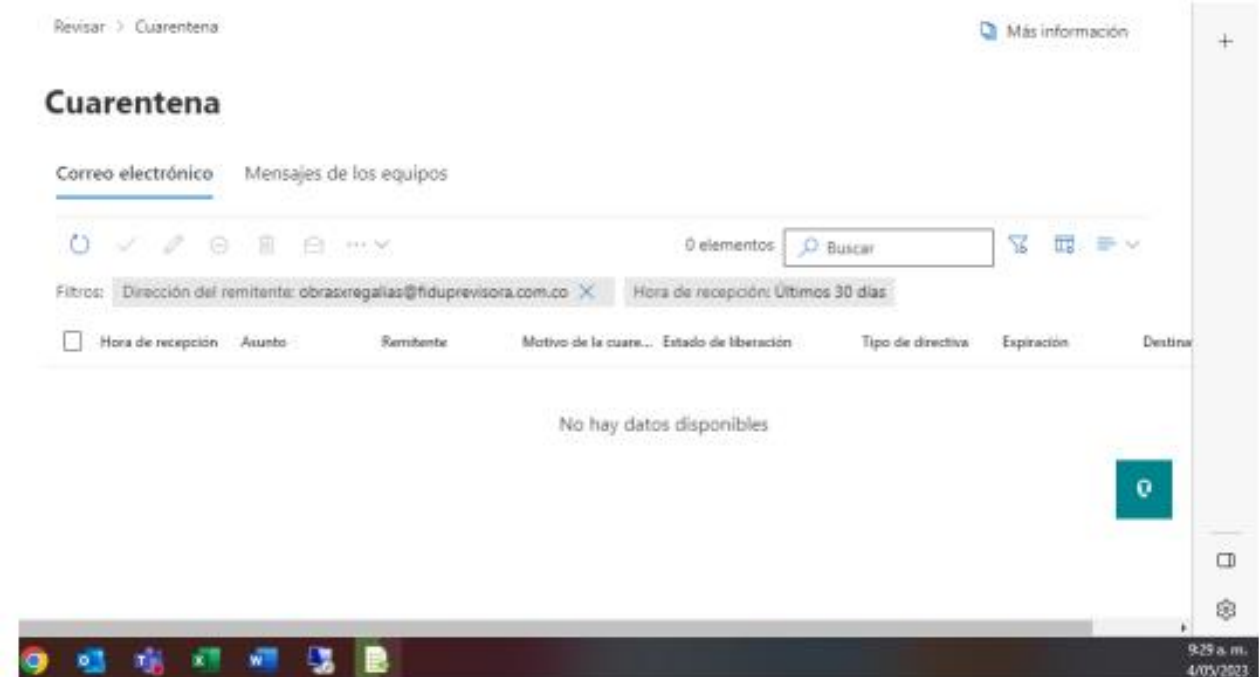 Revisar > Cuarentena
Más información
Cuarentena
Correo electrónico Mensajes de los equipos
0 elementos Buscar
Filtros: Dirección del remitente: obrasxregalias@fiduprevisora.com.co Hora de recepción: Últimos 30 días
Hora de recepción Asunto Remitente Motivo de la cuare... Estado de liberación Tipo de directiva Expiración Destina
No hay datos disponibles
9:29 a. m.
4/05/2023